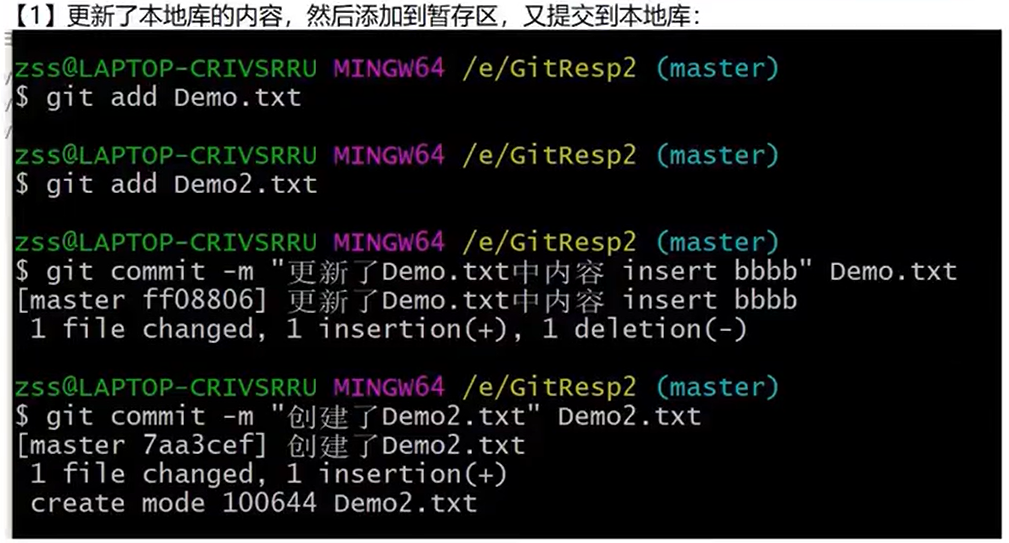 【1】更新了本地库的内容，然后添加到暂存区，又提交到本地库：
zss@LAPTOP-CRIVSRRU MINGW64 /e/GitResp2 (master)
$ git add Demo.txt
zss@LAPTOP-CRIVSRRU MINGW64 /e/GitResp2 (master)
$ git add Demo2.txt
zss@LAPTOP-CRIVSRRU MINGW64 /e/GitResp2 (master)
$ git commit -m "更新了Demo.txt中内容 insert bbbb" Demo.txt
[master ff08806] 更新了Demo.txt中内容 insert bbbb
 1 file changed, 1 insertion(+), 1 deletion(-)
zss@LAPTOP-CRIVSRRU MINGW64 /e/GitResp2 (master)
$ git commit -m "创建了Demo2.txt" Demo2.txt
[master 7aa3cef] 创建了Demo2.txt
 1 file changed, 1 insertion(+)
 create mode 100644 Demo2.txt